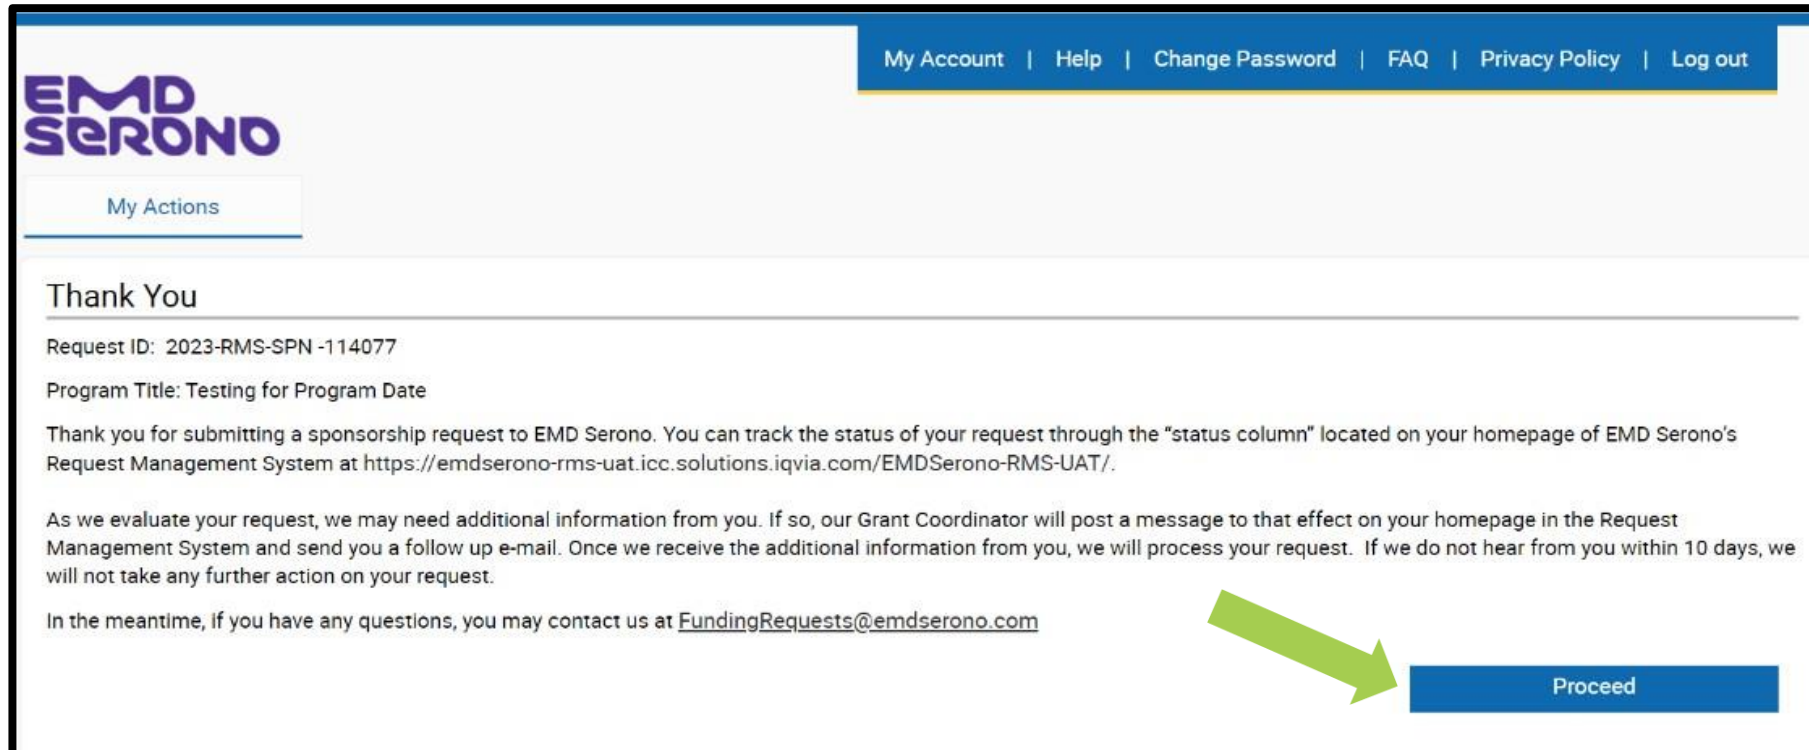 My Account | Help | Change Password | FAQ | Privacy Policy | Log out
EMD
SERONO
My Actions
Thank You
Request ID: 2023-RMS-SPN -114077
Program Title: Testing for Program Date
Thank you for submitting a sponsorship request to EMD Serono. You can track the status of your request through the “status column” located on your homepage of EMD Serono’s
Request Management System at https://emdserono-rms-uat.icc.solutions.iqvia.com/EMDSerono-RMS-UAT/.
As we evaluate your request, we may need additional information from you. If so, our Grant Coordinator will post a message to that effect on your homepage in the Request
Management System and send you a follow up e-mail. Once we receive the additional information from you, we will process your request. If we do not hear from you within 10 days, we
will not take any further action on your request.
In the meantime, if you have any questions, you may contact us at FundingRequests@emdserono.com
Proceed